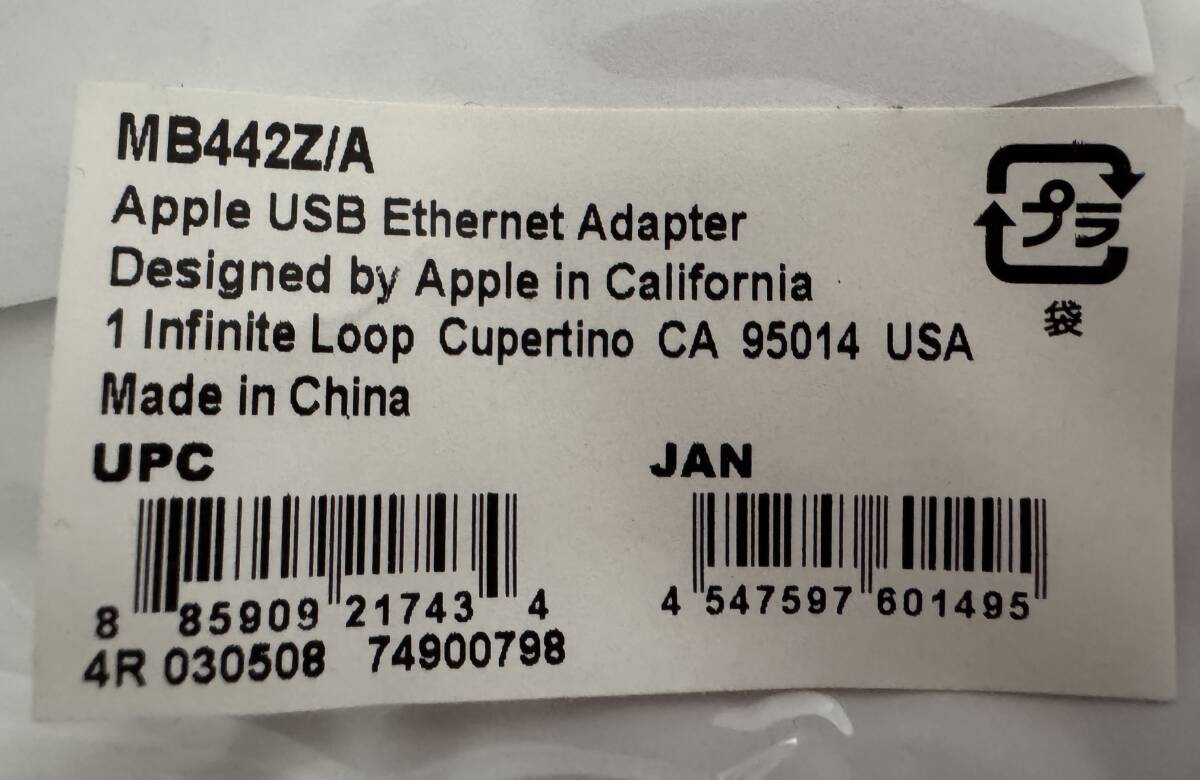 MB442Z/A
Apple USB Ethernet Adapter
Designed by Apple in California
1 Infinite Loop Cupertino CA 95014 USA
Made in China
プラ
袋
UPC
JAN
8 85909 21743 4
4 547597 601495
4R 030508 74900798